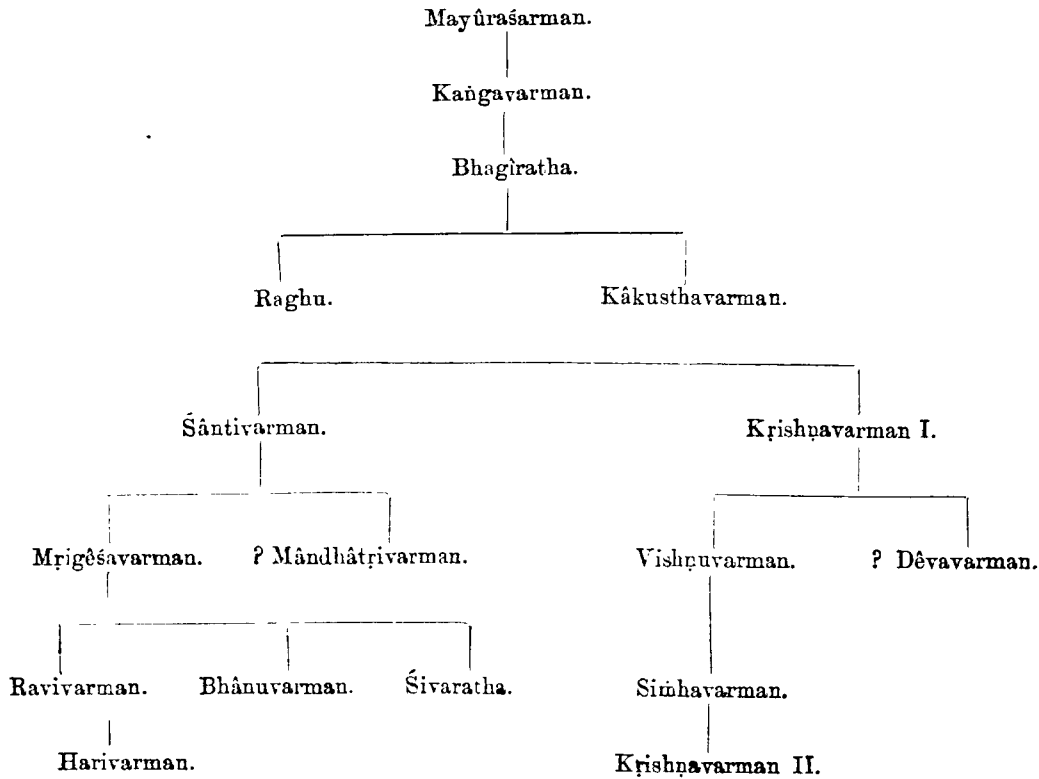 Mayûraśarman.
Kaṅgavarman.
Bhagîratha.
Raghu. Kâkusthavarman.
Śântivarman. Kṛishṇavarman I.
Mṛigêśavarman. ? Mândhâtṛivarman. Vishṇuvarman. ? Dêvavarman.
Ravivarman. Bhânuvarman. Śivaratha. Siṁhavarman.
Harivarman. Kṛishṇavarman II.